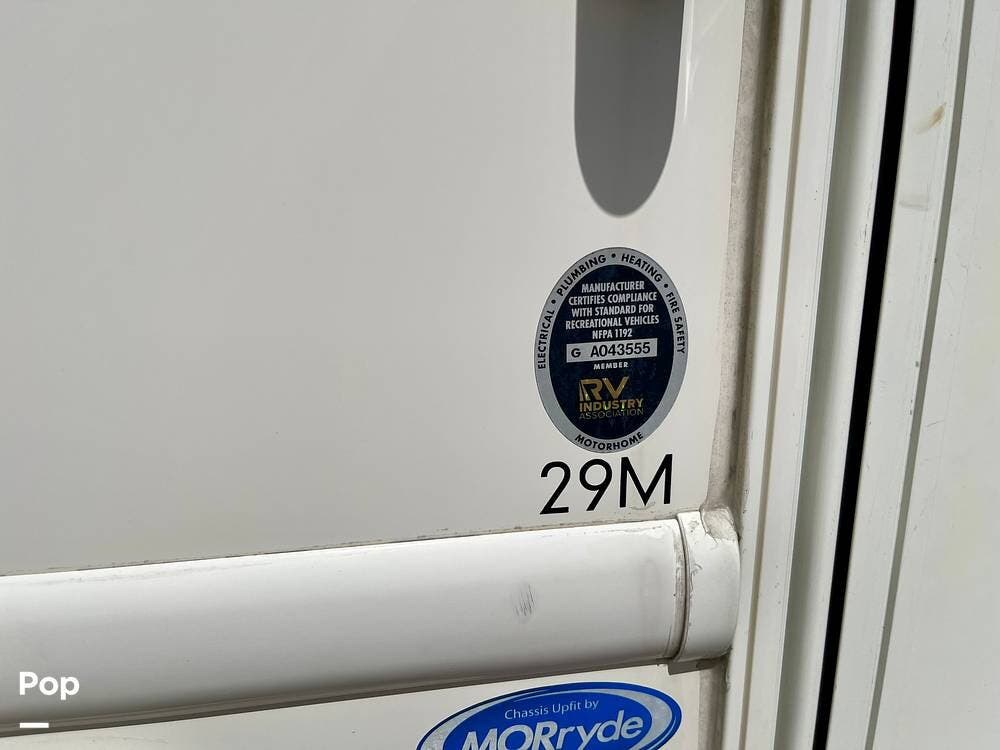 ELECTRICAL • PLUMBING • HEATING • FIRE SAFETY
MANUFACTURER
CERTIFIES COMPLIANCE
WITH STANDARD FOR
RECREATIONAL VEHICLES
NFPA 1192
G A043555
MEMBER
RV
INDUSTRY
ASSOCIATION
MOTORHOME
29M
Chassis Upfit by
MORryde
Pop